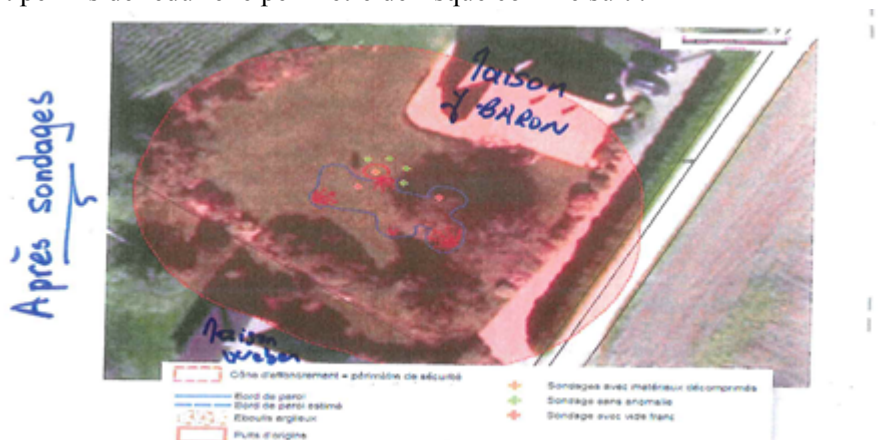 Après sondages
Maison
J-BARON
Maison
Cône d'effondrement = périmètre de sécurité
Bord de paroi
Bord de paroi estimé
Eboulis argileux
Puits d'origine
Sondages avec matériaux décomprimés
Sondage sans anomalie
Sondage avec vide franc